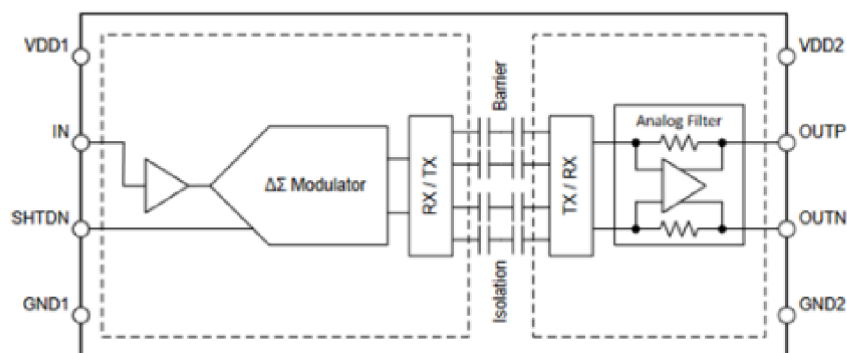 VDD1
VDD2
Barrier
Analog Filter
IN
OUTP
ΔΣ Modulator
RX / TX
TX / RX
SHTDN
OUTN
Isolation
GND1
GND2